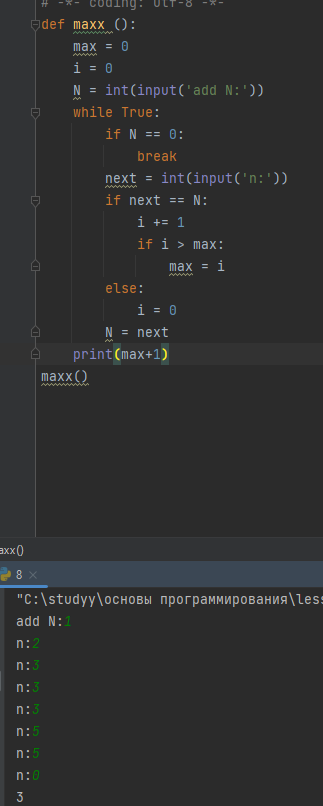 # -*- coding: utf-8 -*-
def maxx ():
    max = 0
    i = 0
    N = int(input('add N:'))
    while True:
        if N == 0:
            break
        next = int(input('n:'))
        if next == N:
            i += 1
            if i > max:
                max = i
        else:
            i = 0
        N = next
    print(max+1)
maxx()
axx()
8 ×
"C:\studyy\основы программирования\less
add N:1
n:2
n:3
n:3
n:3
n:5
n:5
n:0
3